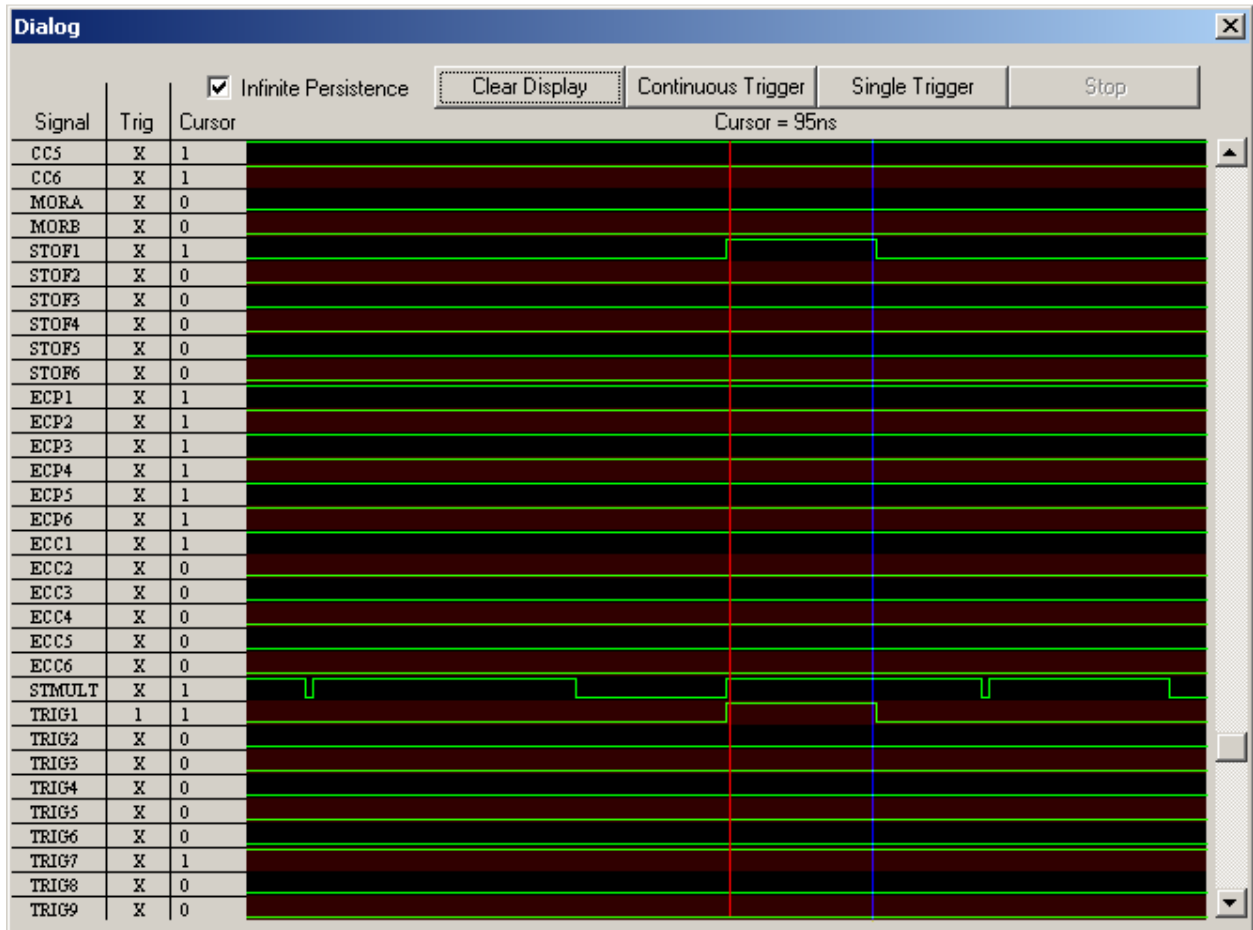 Dialog
Infinite Persistence Clear Display Continuous Trigger Single Trigger Stop
Signal Trig Cursor Cursor = 95ns
CC5 X 1
CC6 X 1
MORA X 0
MORB X 0
STOF1 X 1
STOF2 X 0
STOF3 X 0
STOF4 X 0
STOF5 X 0
STOF6 X 0
ECP1 X 1
ECP2 X 1
ECP3 X 1
ECP4 X 1
ECP5 X 1
ECP6 X 1
ECC1 X 1
ECC2 X 0
ECC3 X 0
ECC4 X 0
ECC5 X 0
ECC6 X 0
STMULT X 1
TRIG1 1 1
TRIG2 X 0
TRIG3 X 0
TRIG4 X 0
TRIG5 X 0
TRIG6 X 0
TRIG7 X 1
TRIG8 X 0
TRIG9 X 0